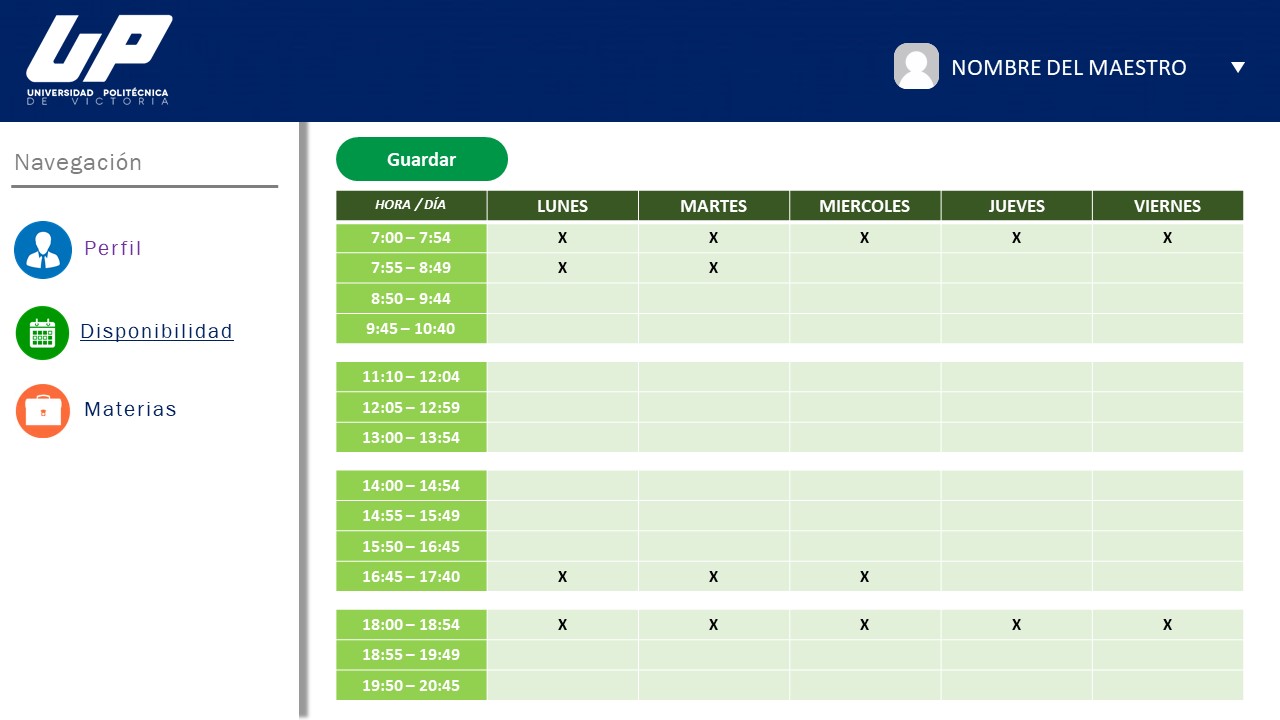 UP
UNIVERSIDAD POLITÉCNICA
DE VICTORIA
NOMBRE DEL MAESTRO
Navegación
Perfil
Disponibilidad
Materias
Guardar
HORA / DÍA LUNES MARTES MIERCOLES JUEVES VIERNES
7:00 – 7:54 X X X X X
7:55 – 8:49 X X
8:50 – 9:44
9:45 – 10:40
11:10 – 12:04
12:05 – 12:59
13:00 – 13:54
14:00 – 14:54
14:55 – 15:49
15:50 – 16:45
16:45 – 17:40 X X X
18:00 – 18:54 X X X X X
18:55 – 19:49
19:50 – 20:45